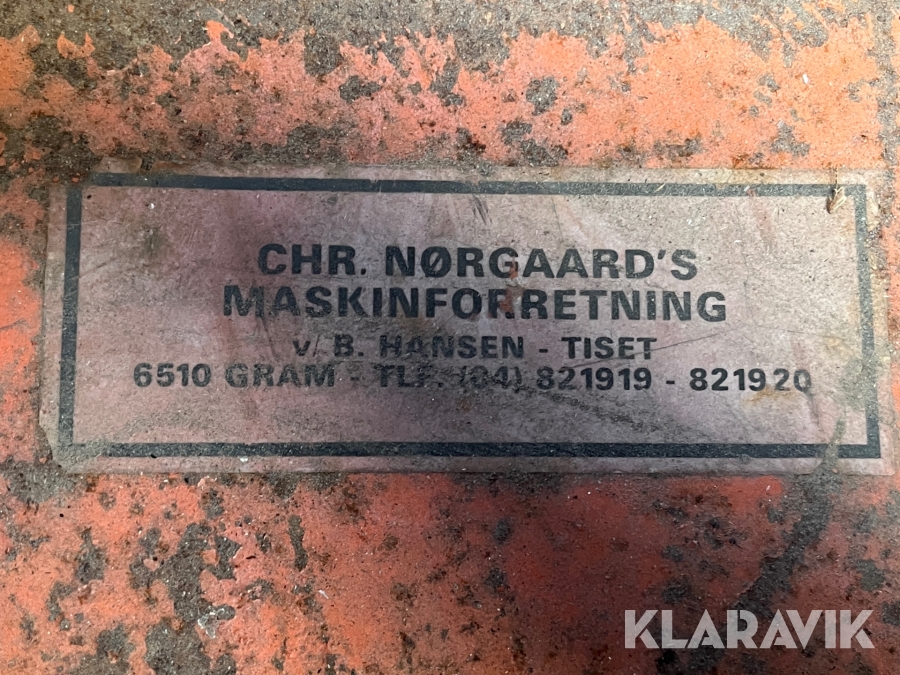 CHR. NØRGAARD'S
MASKINFORRETNING
v/ B. HANSEN - TISET
6510 GRAM - TLF. (04) 821919 - 821920
KLARAVIK